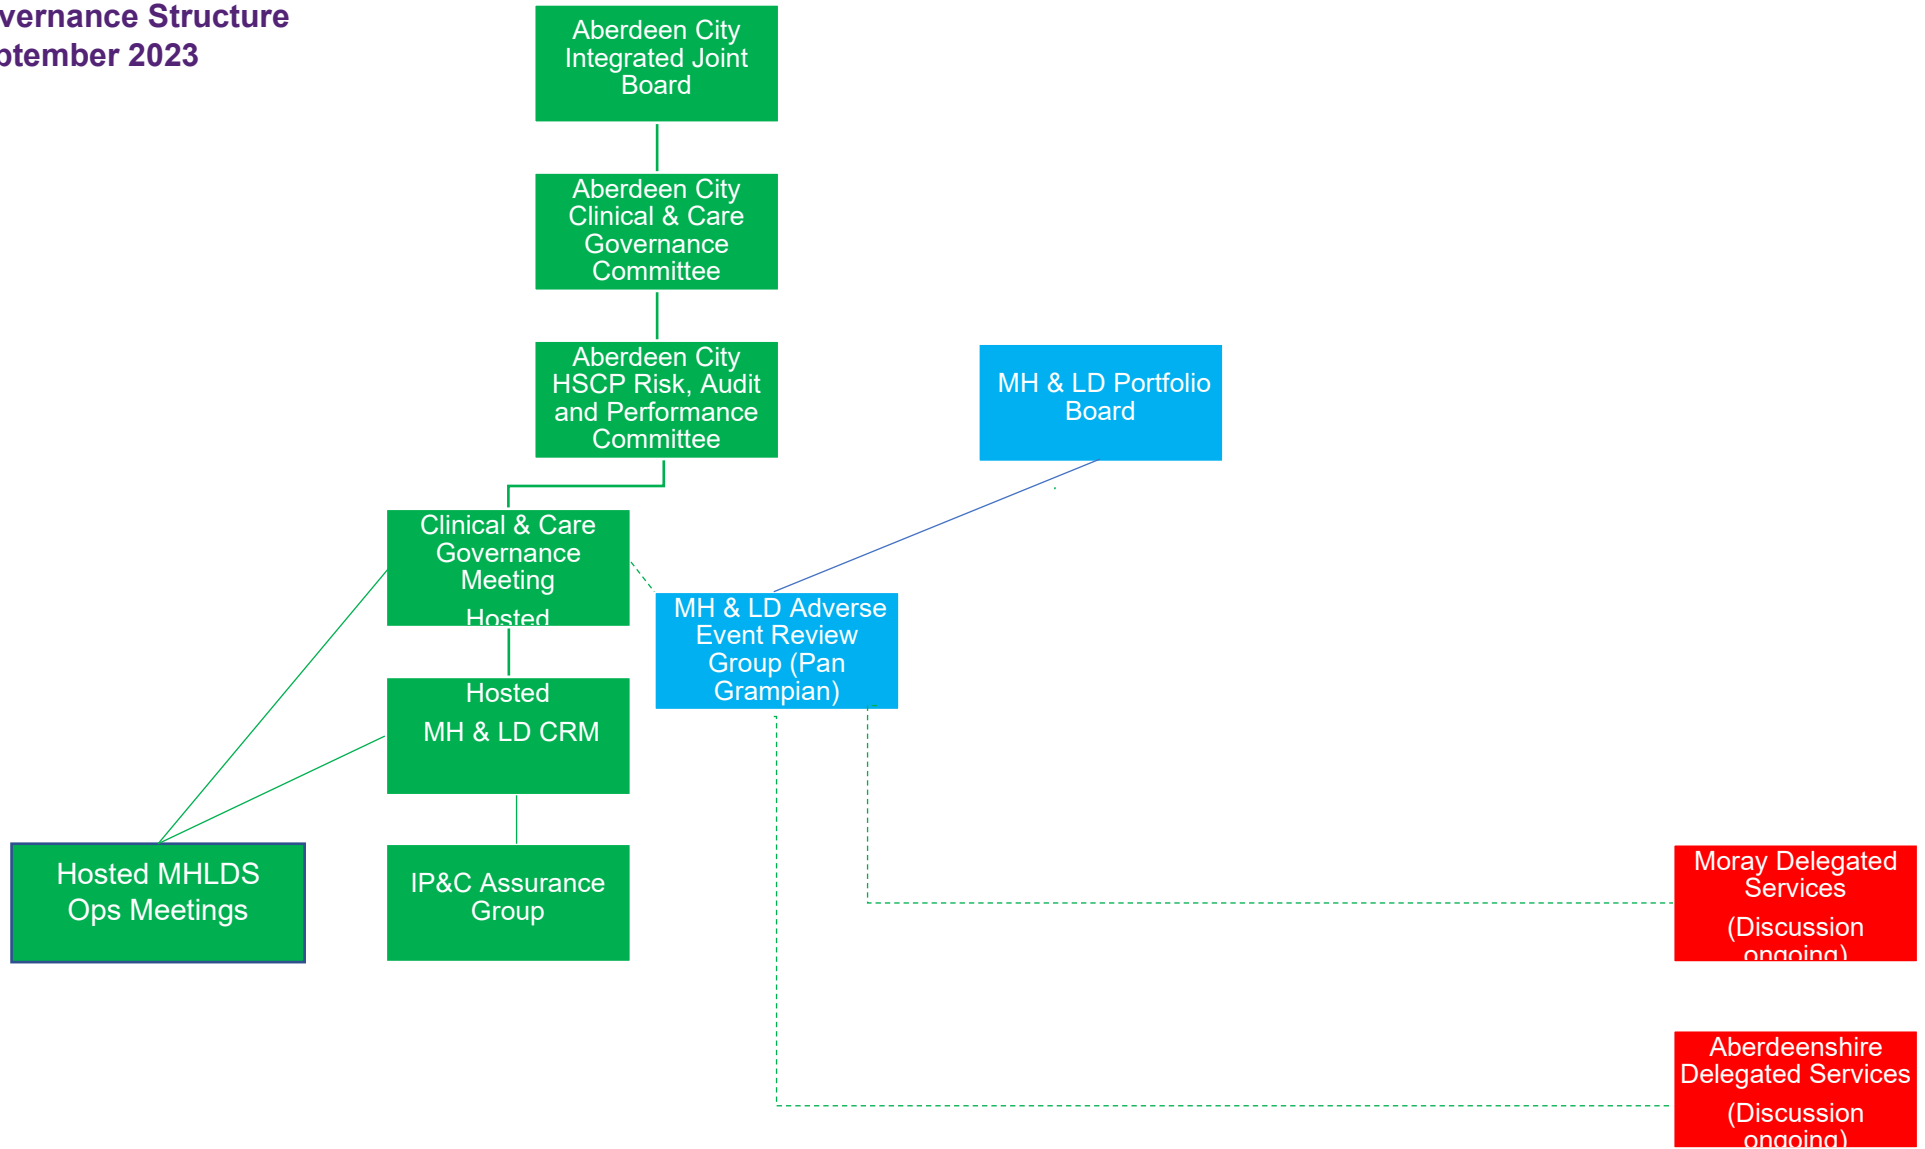 vernance Structure
ptember 2023
Aberdeen City
Integrated Joint
Board
Aberdeen City
Clinical & Care
Governance
Committee
Aberdeen City
HSCP Risk, Audit
and Performance
Committee
MH & LD Portfolio
Board
Clinical & Care
Governance
Meeting
Hosted
MH & LD Adverse
Event Review
Group (Pan
Grampian)
Hosted
MH & LD CRM
Hosted MHLDS
Ops Meetings
IP&C Assurance
Group
Moray Delegated
Services
(Discussion
ongoing)
Aberdeenshire
Delegated Services
(Discussion
ongoing)